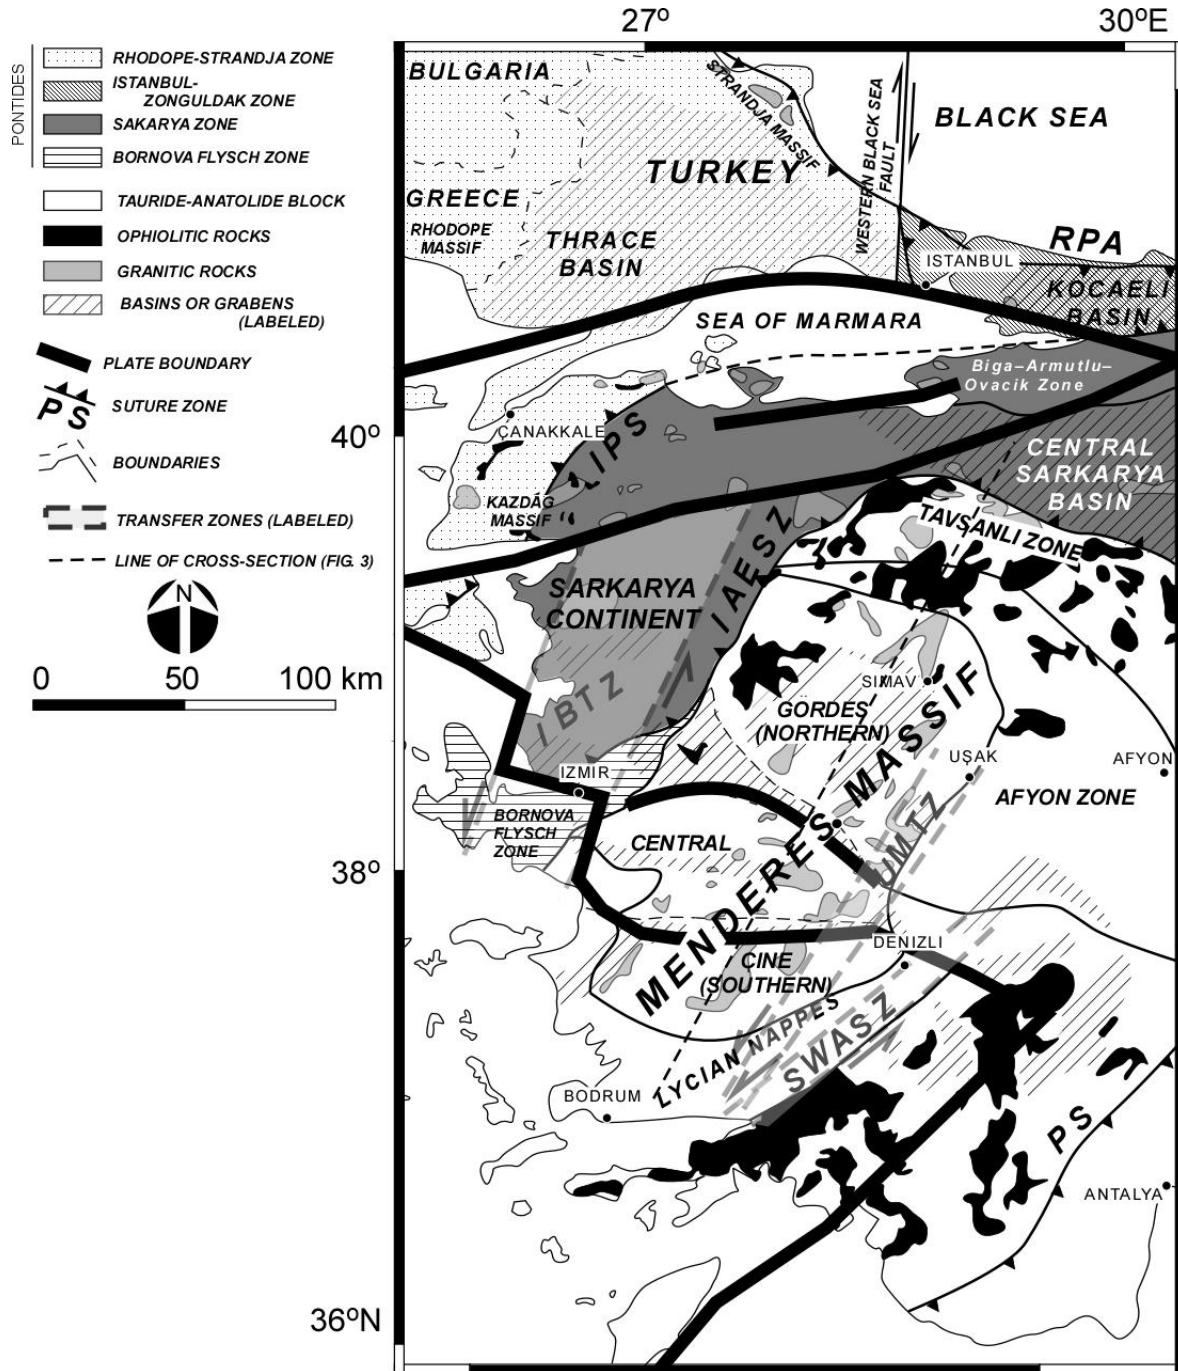 27º
30ºE
PONTIDES
RHODOPE-STRANDJA ZONE
ISTANBUL-
ZONGULDAK ZONE
SAKARYA ZONE
BORNOVA FLYSCH ZONE
TAURIDE-ANATOLIDE BLOCK
OPHIOLITIC ROCKS
GRANITIC ROCKS
BASINS OR GRABENS
(LABELED)
PLATE BOUNDARY
PS
SUTURE ZONE
BOUNDARIES
TRANSFER ZONES (LABELED)
LINE OF CROSS-SECTION (FIG. 3)
N
0 50 100 km
40º
38º
36ºN
BULGARIA
STRANDJA MASSIF
WESTERN BLACK SEA
FAULT
BLACK SEA
TURKEY
GREECE
RHODOPE
MASSIF
THRACE
BASIN
RPA
ISTANBUL
KOCAELI
BASIN
SEA OF MARMARA
Biga–Armutlu–
Ovacik Zone
ÇANAKKALE
IPS
CENTRAL
SARKARYA
BASIN
KAZDĀG
MASSIF
TAVSANLI ZONE
IAESZ
SARKARYA
CONTINENT
IBTZ
SIMAV
GÖRDES
(NORTHERN)
UŞAK
AFYON
IZMIR
AFYON ZONE
BORNOVA
FLYSCH
ZONE
CENTRAL
MENDERES MASSIF
UMTZ
DENIZLI
CINE
(SOUTHERN)
LYCIAN NAPPES
SWASZ
BODRUM
PS
ANTALYA